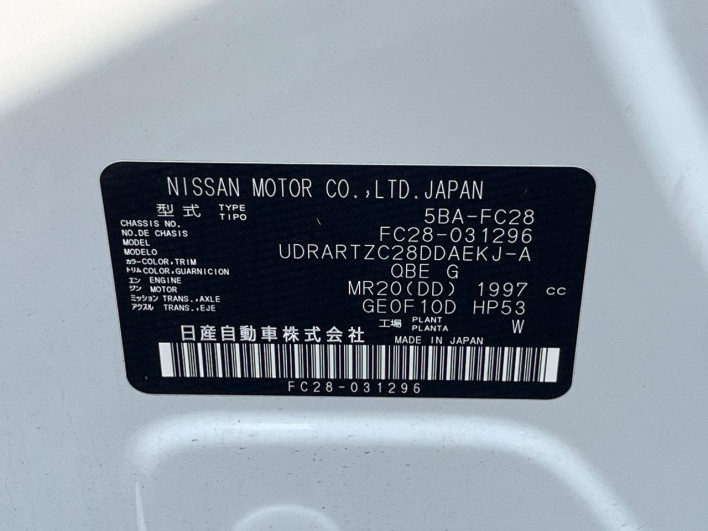 NISSAN MOTOR CO.,LTD.JAPAN
型式 TYPE TIPO 5BA-FC28
CHASSIS NO. NO.DE CHASIS FC28-031296
MODEL MODELO UDRARTZC28DDAEKJ-A
カラー COLOR,TRIM トリム COLOR,GUARNICION QBE G
エン ENGINE ジン MOTOR MR20(DD) 1997 cc
ミッション TRANS.,AXLE アクスル TRANS.,EJE GE0F10D HP53
工場 PLANT PLANTA W
日産自動車株式会社 MADE IN JAPAN
FC28-031296